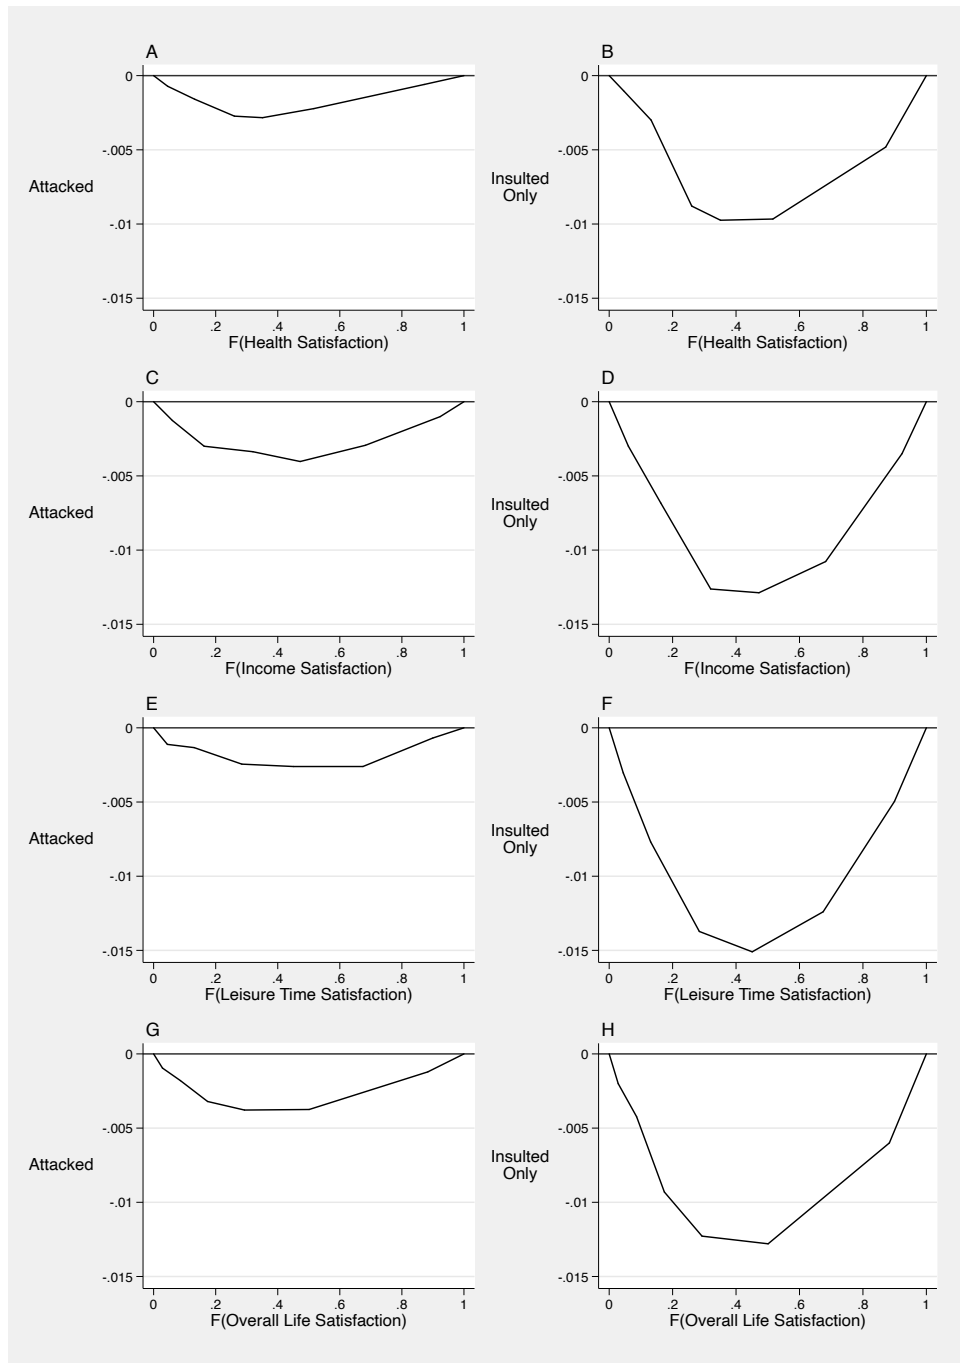 A
0
-.005
Attacked
-.01
-.015
0 .2 .4 .6 .8 1
F(Health Satisfaction)
B
0
-.005
Insulted
Only
-.01
-.015
0 .2 .4 .6 .8 1
F(Health Satisfaction)
C
0
-.005
Attacked
-.01
-.015
0 .2 .4 .6 .8 1
F(Income Satisfaction)
D
0
-.005
Insulted
Only
-.01
-.015
0 .2 .4 .6 .8 1
F(Income Satisfaction)
E
0
-.005
Attacked
-.01
-.015
0 .2 .4 .6 .8 1
F(Leisure Time Satisfaction)
F
0
-.005
Insulted
Only
-.01
-.015
0 .2 .4 .6 .8 1
F(Leisure Time Satisfaction)
G
0
-.005
Attacked
-.01
-.015
0 .2 .4 .6 .8 1
F(Overall Life Satisfaction)
H
0
-.005
Insulted
Only
-.01
-.015
0 .2 .4 .6 .8 1
F(Overall Life Satisfaction)